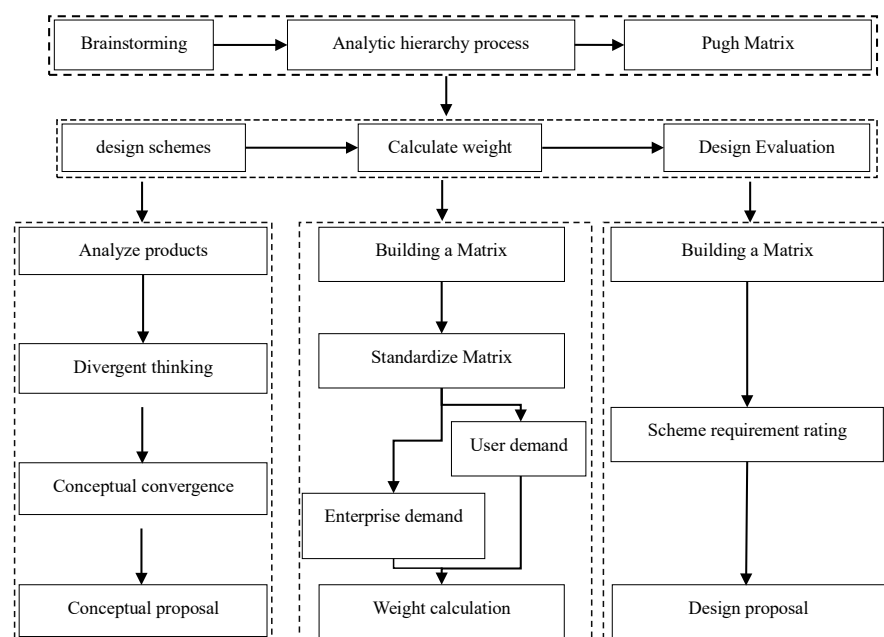 Brainstorming
Analytic hierarchy process
Pugh Matrix
design schemes
Calculate weight
Design Evaluation
Analyze products
Divergent thinking
Conceptual convergence
Conceptual proposal
Building a Matrix
Standardize Matrix
User demand
Enterprise demand
Weight calculation
Building a Matrix
Scheme requirement rating
Design proposal